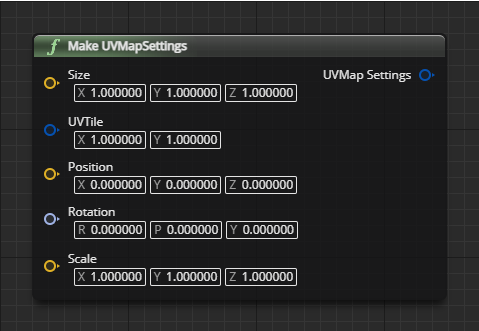 f Make UVMapSettings
Size UVMap Settings
X 1.000000 Y 1.000000 Z 1.000000
UVTile
X 1.000000 Y 1.000000
Position
X 0.000000 Y 0.000000 Z 0.000000
Rotation
R 0.000000 P 0.000000 Y 0.000000
Scale
X 1.000000 Y 1.000000 Z 1.000000